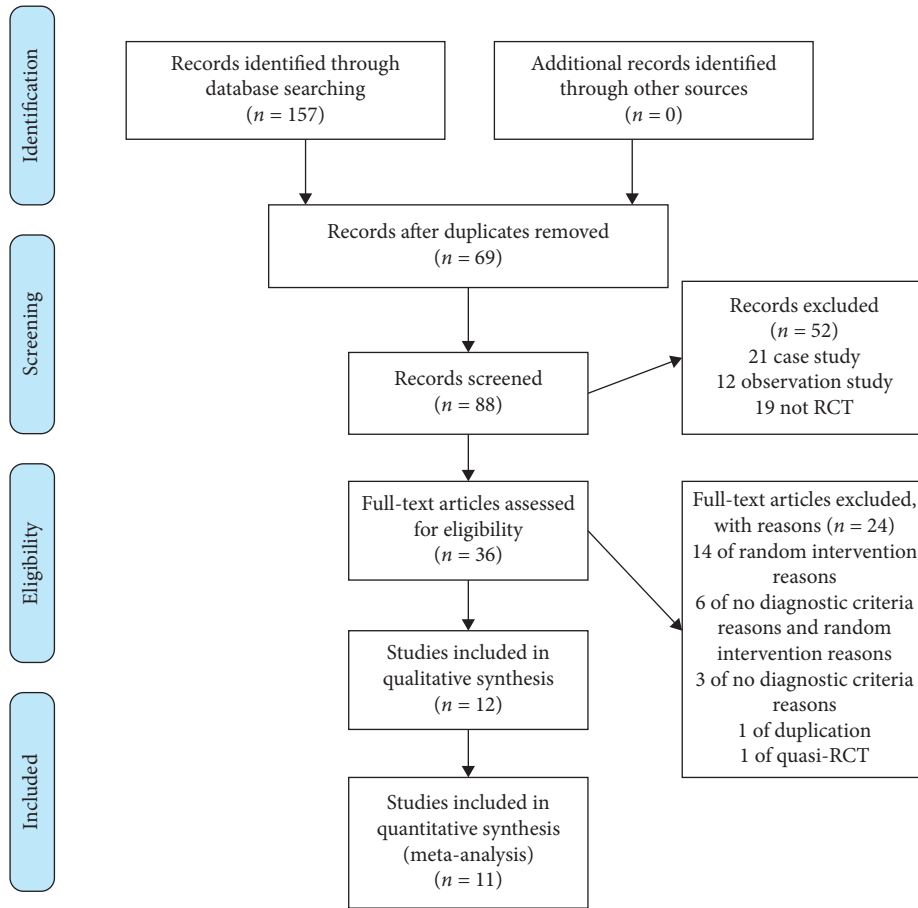 Identification
Records identified through
database searching
(n = 157)
Additional records identified
through other sources
(n = 0)
Records after duplicates removed
(n = 69)
Screening
Records screened
(n = 88)
Records excluded
(n = 52)
21 case study
12 observation study
19 not RCT
Eligibility
Full-text articles assessed
for eligibility
(n = 36)
Full-text articles excluded,
with reasons (n = 24)
14 of random intervention
reasons
6 of no diagnostic criteria
reasons and random
intervention reasons
3 of no diagnostic criteria
reasons
1 of duplication
1 of quasi-RCT
Studies included in
qualitative synthesis
(n = 12)
Included
Studies included in
quantitative synthesis
(meta-analysis)
(n = 11)